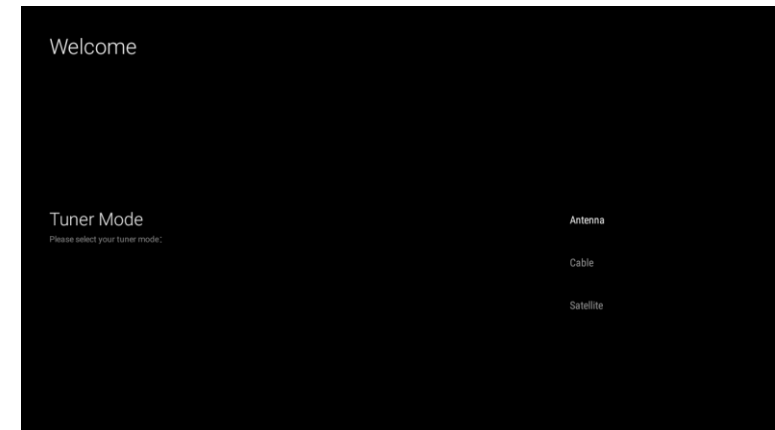 Welcome
Tuner Mode
Please select your tuner mode:
Antenna
Cable
Satellite